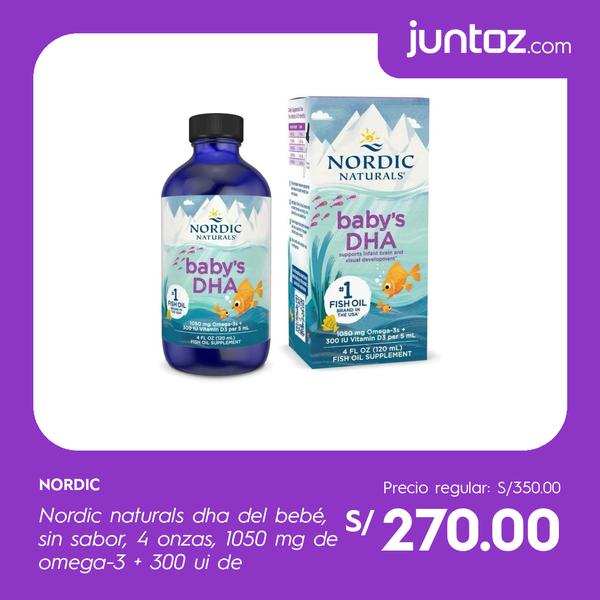 juntoz.com
NORDIC
NATURALS®
baby's
DHA
#1
FISH OIL
BRAND IN
THE USA*
1050 mg Omega-3s +
300 IU Vitamin D3 per 5 mL
4 FL OZ (120 mL)
FISH OIL SUPPLEMENT
NORDIC
NATURALS®
baby's
DHA
supports infant brain and
visual development*
#1
FISH OIL
BRAND IN
THE USA*
1050 mg Omega-3s +
300 IU Vitamin D3 per 5 mL
4 FL OZ (120 mL)
FISH OIL SUPPLEMENT
NORDIC
Nordic naturals dha del bebé,
sin sabor, 4 onzas, 1050 mg de
omega-3 + 300 ui de
Precio regular: S/350.00
S/ 270.00